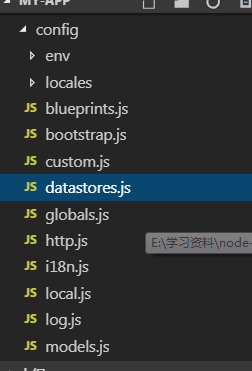 MY-APP
config
env
locales
JS blueprints.js
JS bootstrap.js
JS custom.js
JS datastores.js
JS globals.js
JS http.js
E:\学习资料\node-
JS i18n.js
JS local.js
JS log.js
JS models.js